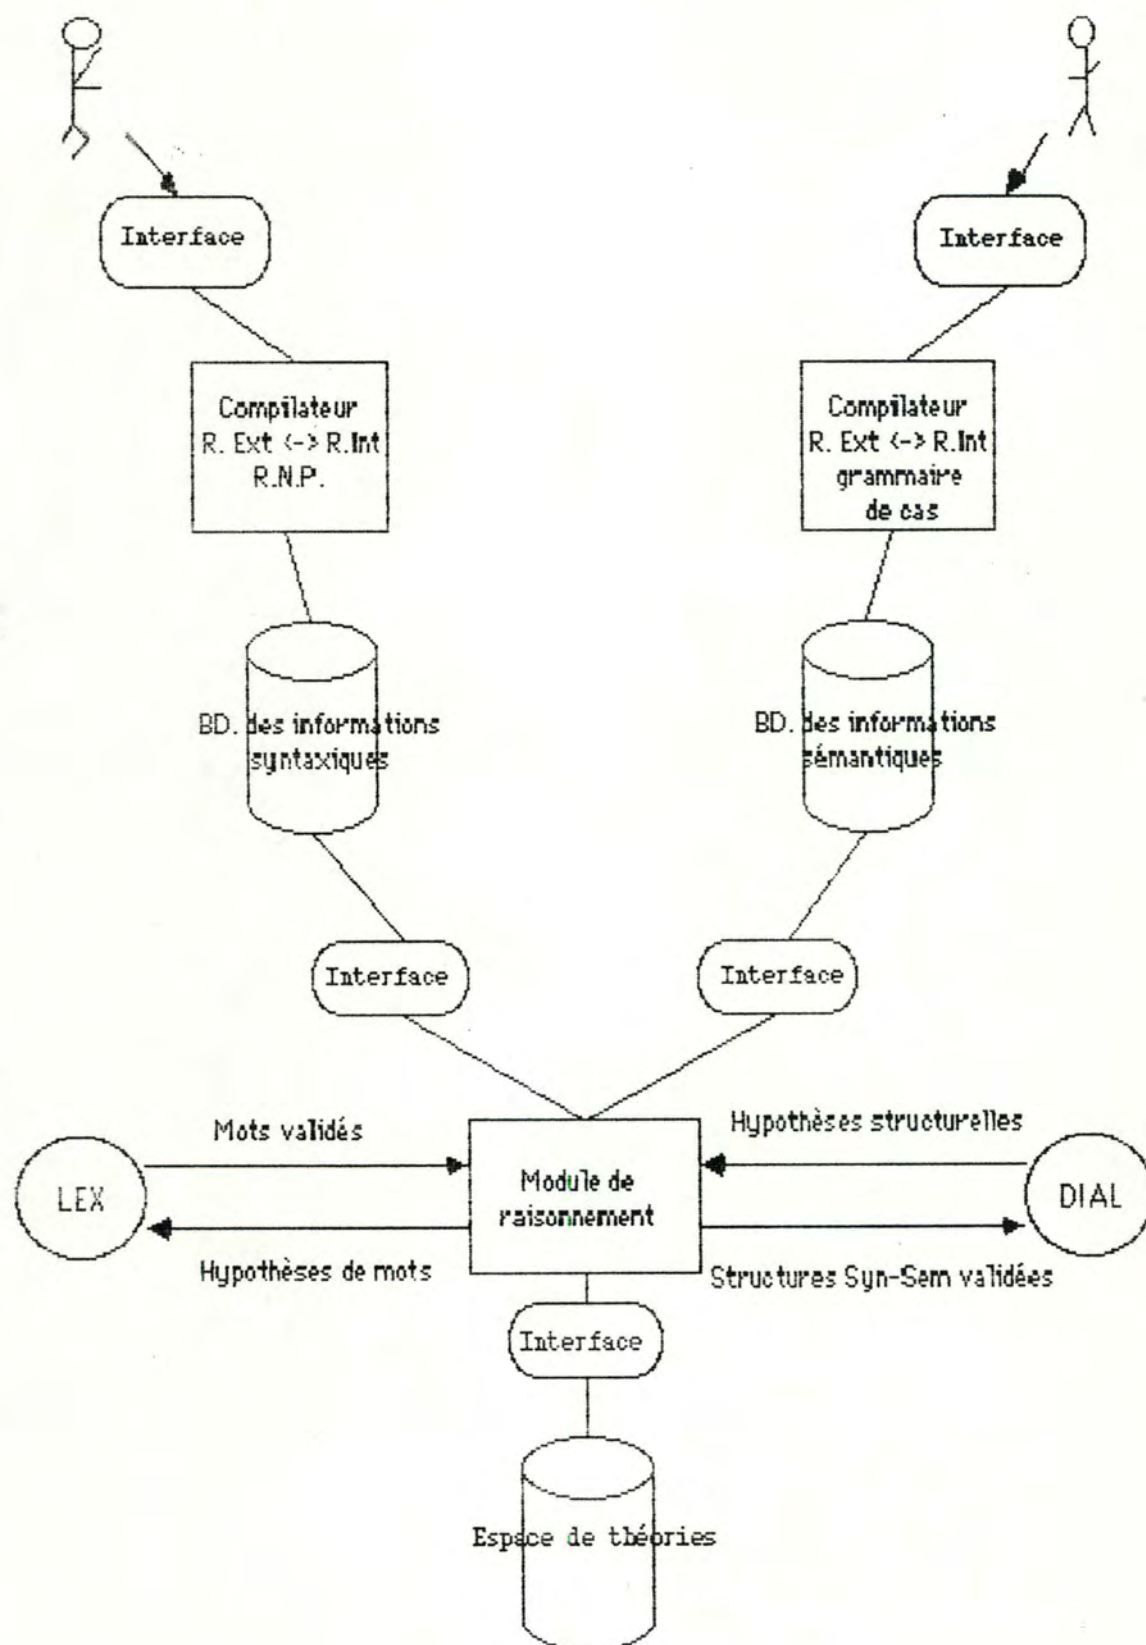 Interface
Interface
Compilateur
R. Ext <-> R.Int
R.N.P.
Compilateur
R. Ext <-> R.Int
grammaire
de cas
BD. des informations
syntaxiques
BD. des informations
sémantiques
Interface
Interface
Mots validés
Hypothèses structurelles
LEX
Module de
raisonnement
DIAL
Hypothèses de mots
Structures Syn-Sem validées
Interface
Espace de théories